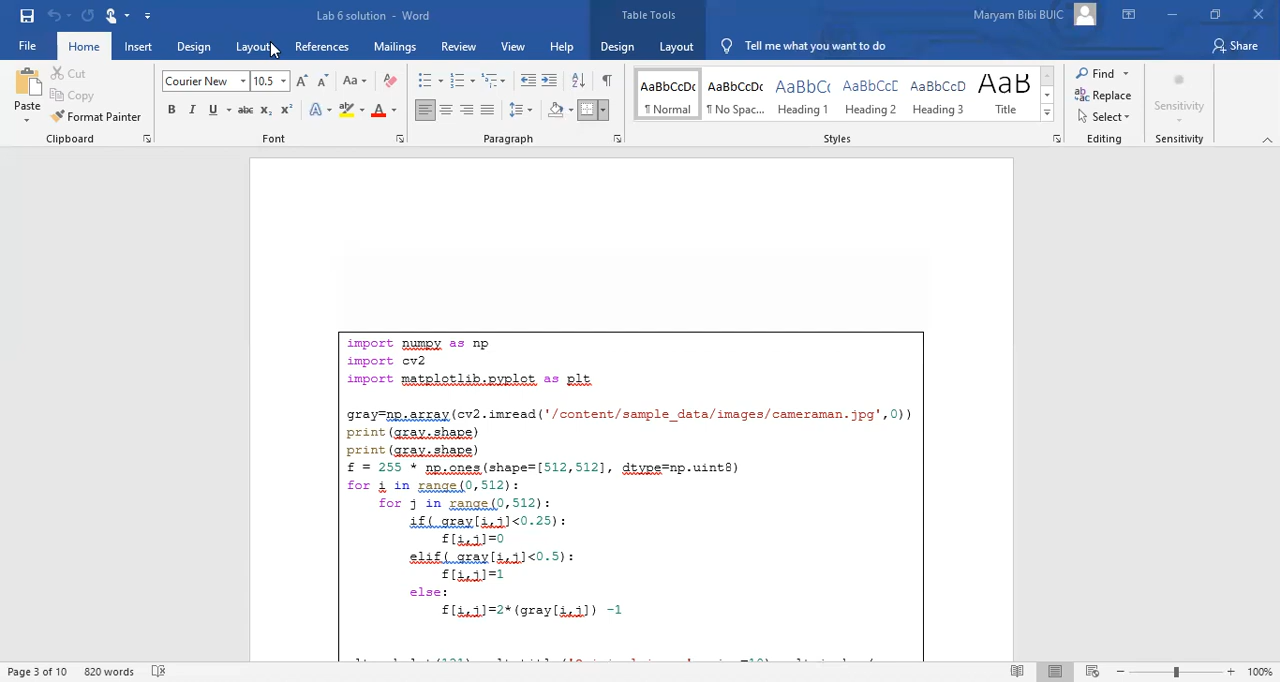 Lab 6 solution - Word
Table Tools
Maryam Bibi BUIC
File Home Insert Design Layout References Mailings Review View Help Design Layout Tell me what you want to do Share
Paste
Cut
Copy
Format Painter
Clipboard
Courier New 10.5
Font
Paragraph
AaBbCcDc AaBbCcDc AaBbCc AaBbCcC AaBbCcD AaB
¶ Normal ¶ No Spac... Heading 1 Heading 2 Heading 3 Title
Styles
Find
Replace
Select
Editing
Sensitivity
Sensitivity
import numpy as np
import cv2
import matplotlib.pyplot as plt
gray=np.array(cv2.imread('/content/sample_data/images/cameraman.jpg',0))
print(gray.shape)
print(gray.shape)
f = 255 * np.ones(shape=[512,512], dtype=np.uint8)
for i in range(0,512):
for j in range(0,512):
if( gray[i,j]<0.25):
f[i,j]=0
elif( gray[i,j]<0.5):
f[i,j]=1
else:
f[i,j]=2*(gray[i,j]) -1
Page 3 of 10 820 words
100%